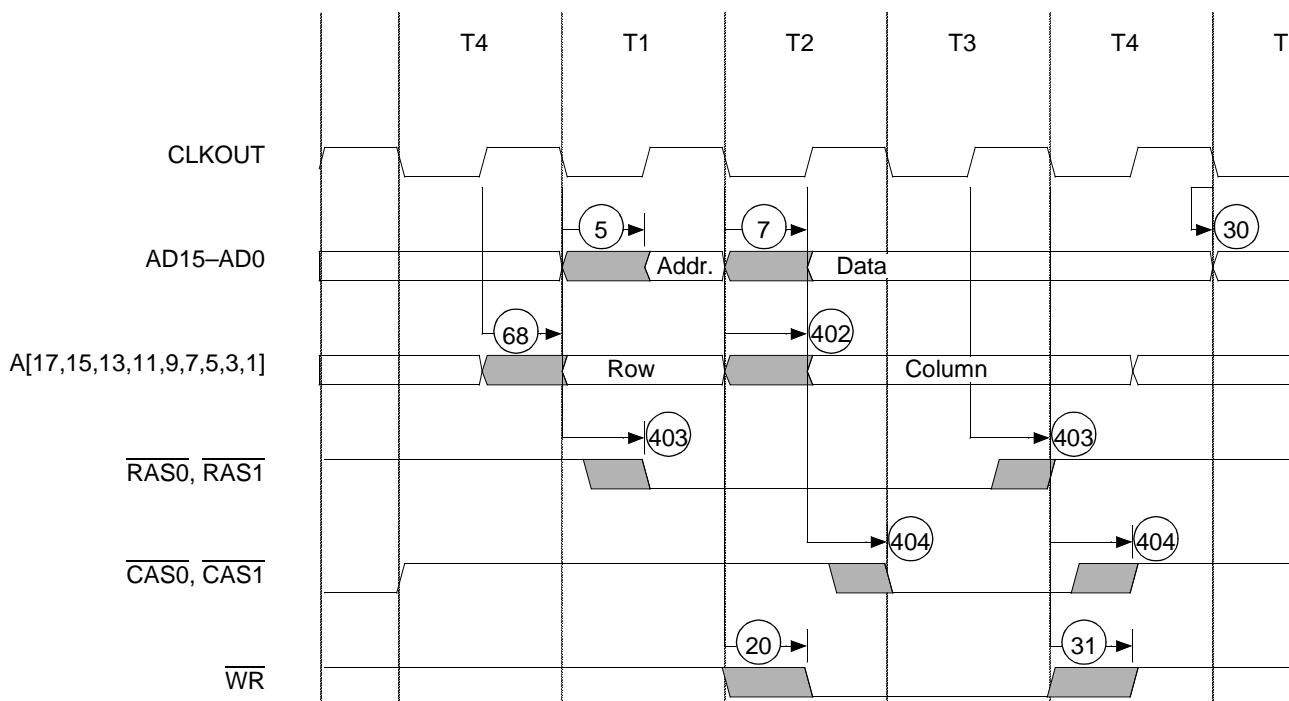 T4 T1 T2 T3 T4 T
CLKOUT
5 7 30
AD15–AD0 Addr. Data
68 402
A[17,15,13,11,9,7,5,3,1] Row Column
403 403
RAS0, RAS1
404 404
CAS0, CAS1
20 31
WR